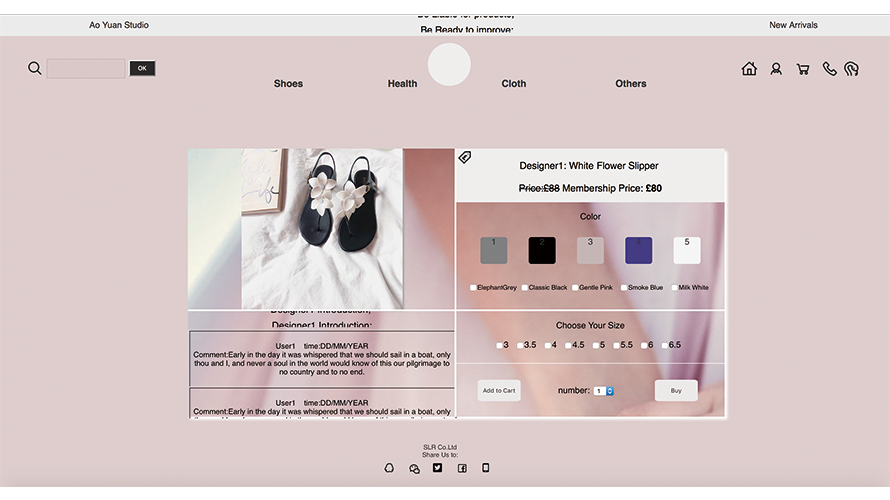 Ao Yuan Studio
Be Liable for products;
Be Ready to improve;
New Arrivals
OK
Shoes
Health
Cloth
Others
Designer1: White Flower Slipper
Price:£88 Membership Price: £80
Color
1 2 3 4 5
ElephantGrey Classic Black Gentle Pink Smoke Blue Milk White
Designer1 Introduction;
Designer1 Introduction;
User1 time:DD/MM/YEAR
Comment:Early in the day it was whispered that we should sail in a boat, only
thou and I, and never a soul in the world would know of this our pilgrimage to
no country and to no end.
User1 time:DD/MM/YEAR
Comment:Early in the day it was whispered that we should sail in a boat, only
Choose Your Size
3 3.5 4 4.5 5 5.5 6 6.5
Add to Cart
number: 1
Buy
SLR Co.Ltd
Share Us to: